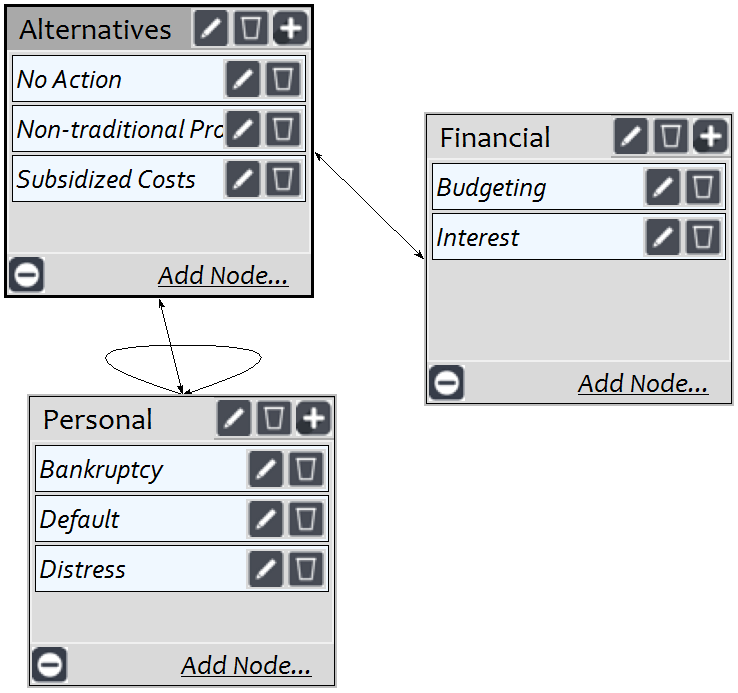 Alternatives
No Action
Non-traditional Pro
Subsidized Costs
Add Node...
Financial
Budgeting
Interest
Add Node...
Personal
Bankruptcy
Default
Distress
Add Node...